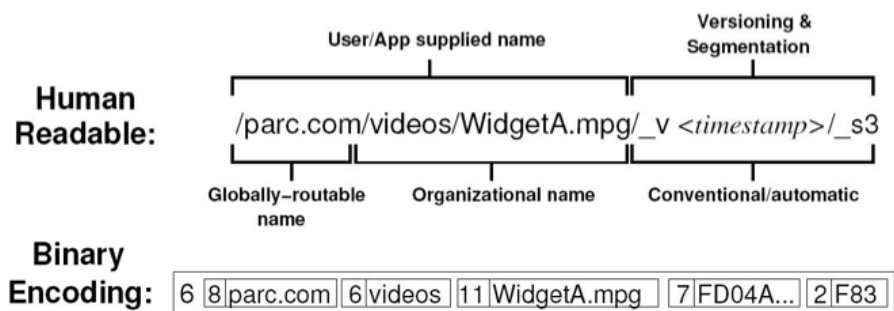 User/App supplied name
Versioning &
Segmentation
Human
Readable:
/parc.com/videos/WidgetA.mpg/_v <timestamp>/_s3
Globally-routable
name
Organizational name
Conventional/automatic
Binary
Encoding:
6 8 parc.com 6 videos 11 WidgetA.mpg 7 FD04A... 2 F83